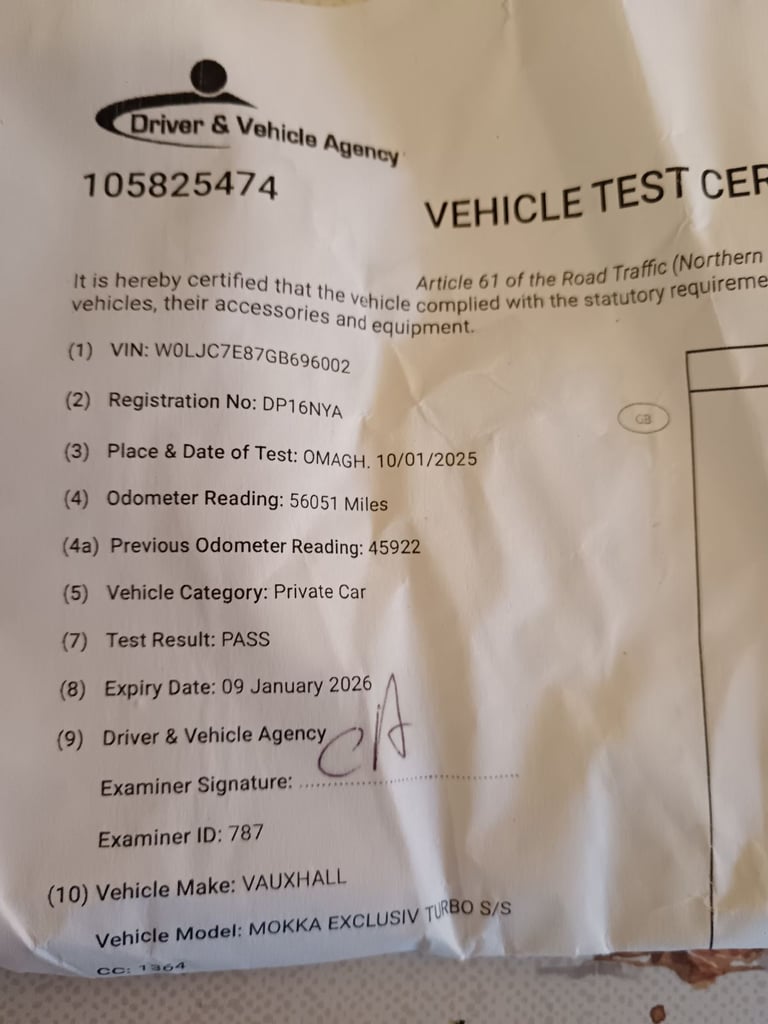 Driver & Vehicle Agency
105825474
VEHICLE TEST CER
Article 61 of the Road Traffic (Northern
It is hereby certified that the vehicle complied with the statutory requireme
vehicles, their accessories and equipment.
(1) VIN: W0LJC7E87GB696002
(2) Registration No: DP16NYA
GB
(3) Place & Date of Test: OMAGH. 10/01/2025
(4) Odometer Reading: 56051 Miles
(4a) Previous Odometer Reading: 45922
(5) Vehicle Category: Private Car
(7) Test Result: PASS
(8) Expiry Date: 09 January 2026
(9) Driver & Vehicle Agency
Examiner Signature:
Examiner ID: 787
(10) Vehicle Make: VAUXHALL
Vehicle Model: MOKKA EXCLUSIV TURBO S/S
CC: 1364